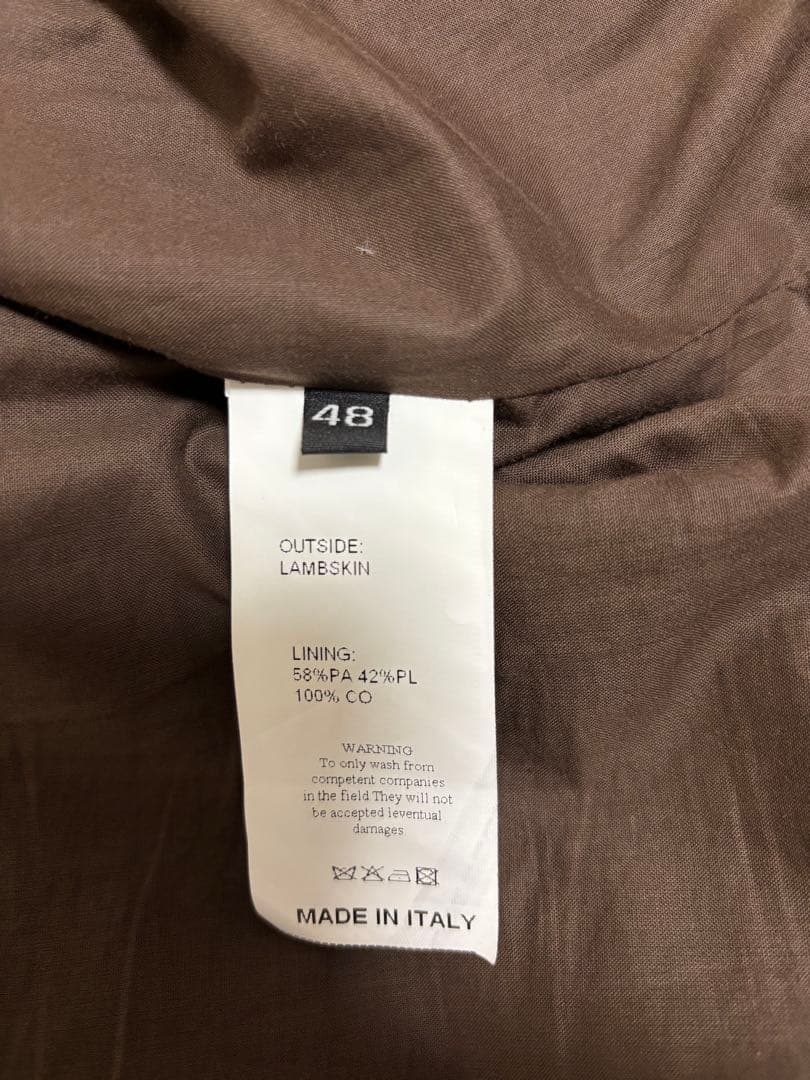 48
OUTSIDE:
LAMBSKIN
LINING:
58%PA 42%PL
100% CO
WARNING
To only wash from
competent companies
in the field They will not
be accepted ieventual
damages
MADE IN ITALY